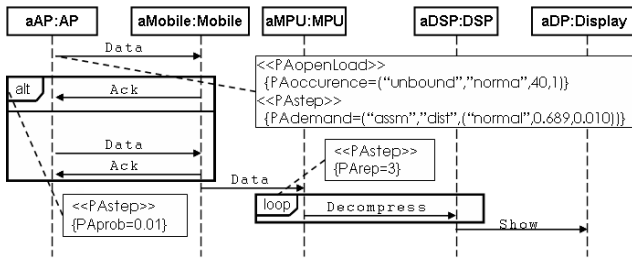 aAP:AP aMobile:Mobile aMPU:MPU aDSP:DSP aDP:Display
Data
<<PAopenLoad>>
{PAoccurence=("unbound","norma",40,1)}
<<PAstep>>
{PAdemand=("assm","dist",("normal",0.689,0.010))}
alt
Ack
Data
Ack
<<PAstep>>
{PArep=3}
Data
<<PAstep>>
{PAprob=0.01}
loop
Decompress
Show